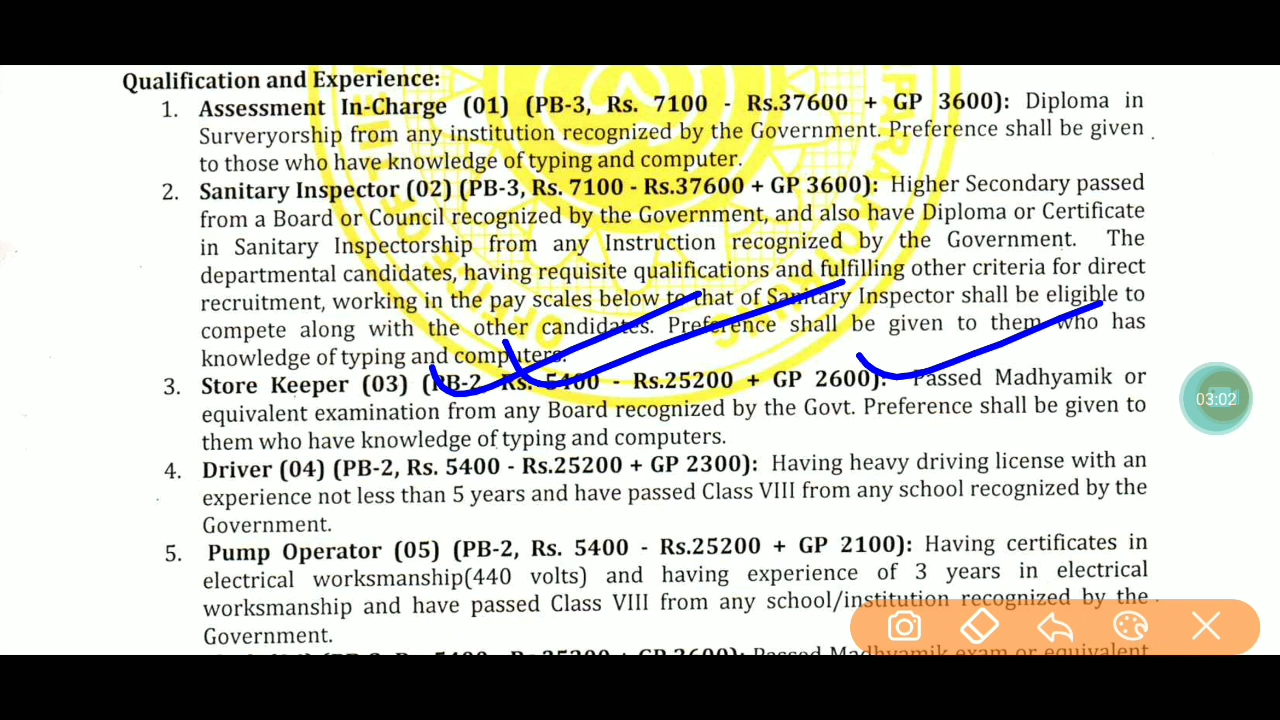 Qualification and Experience:
1. Assessment In-Charge (01) (PB-3, Rs. 7100 - Rs.37600 + GP 3600): Diploma in
Surveryorship from any institution recognized by the Government. Preference shall be given
to those who have knowledge of typing and computer.
2. Sanitary Inspector (02) (PB-3, Rs. 7100 - Rs.37600 + GP 3600): Higher Secondary passed
from a Board or Council recognized by the Government, and also have Diploma or Certificate
in Sanitary Inspectorship from any Instruction recognized by the Government. The
departmental candidates, having requisite qualifications and fulfilling other criteria for direct
recruitment, working in the pay scales below to that of Sanitary Inspector shall be eligible to
compete along with the other candidates. Preference shall be given to them who has
knowledge of typing and computers.
3. Store Keeper (03) (PB-2, Rs. 5400 - Rs.25200 + GP 2600): Passed Madhyamik or
equivalent examination from any Board recognized by the Govt. Preference shall be given to
them who have knowledge of typing and computers.
03:02
4. Driver (04) (PB-2, Rs. 5400 - Rs.25200 + GP 2300): Having heavy driving license with an
experience not less than 5 years and have passed Class VIII from any school recognized by the
Government.
5. Pump Operator (05) (PB-2, Rs. 5400 - Rs.25200 + GP 2100): Having certificates in
electrical worksmanship(440 volts) and having experience of 3 years in electrical
worksmanship and have passed Class VIII from any school/institution recognized by the
Government.
Passed Madhyamik exam or equivalent